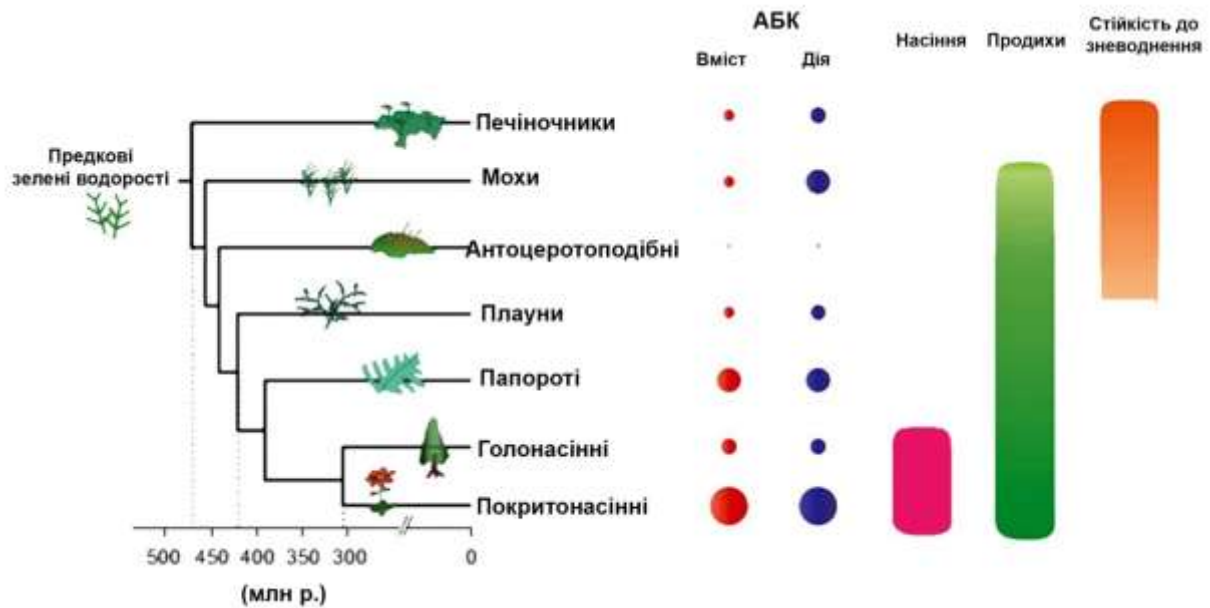 АБК
Вміст
Дія
Насіння
Продихи
Стійкість до
зневоднення
Предкові
зелені водорості
Печіночники
Мохи
Антоцеротоподібні
Плауни
Папороті
Голонасінні
Покритонасінні
500 450 400 350 300 0
(млн р.)